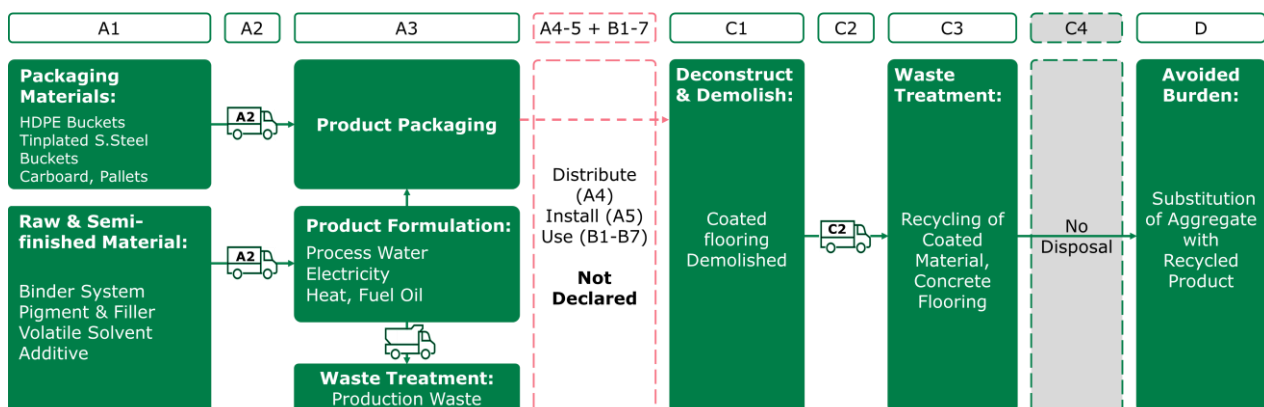 A1
A2
A3
A4-5 + B1-7
C1
C2
C3
C4
D
Packaging
Materials:
HDPE Buckets
Tinplated S.Steel
Buckets
Carboard, Pallets
A2
Product Packaging
Raw & Semi-
finished Material:
Binder System
Pigment & Filler
Volatile Solvent
Additive
A2
Product Formulation:
Process Water
Electricity
Heat, Fuel Oil
Waste Treatment:
Production Waste
Distribute
(A4)
Install (A5)
Use (B1-B7)
Not
Declared
Deconstruct
& Demolish:
Coated
flooring
Demolished
C2
Waste
Treatment:
Recycling of
Coated
Material,
Concrete
Flooring
No
Disposal
Avoided
Burden:
Substitution
of Aggregate
with
Recycled
Product